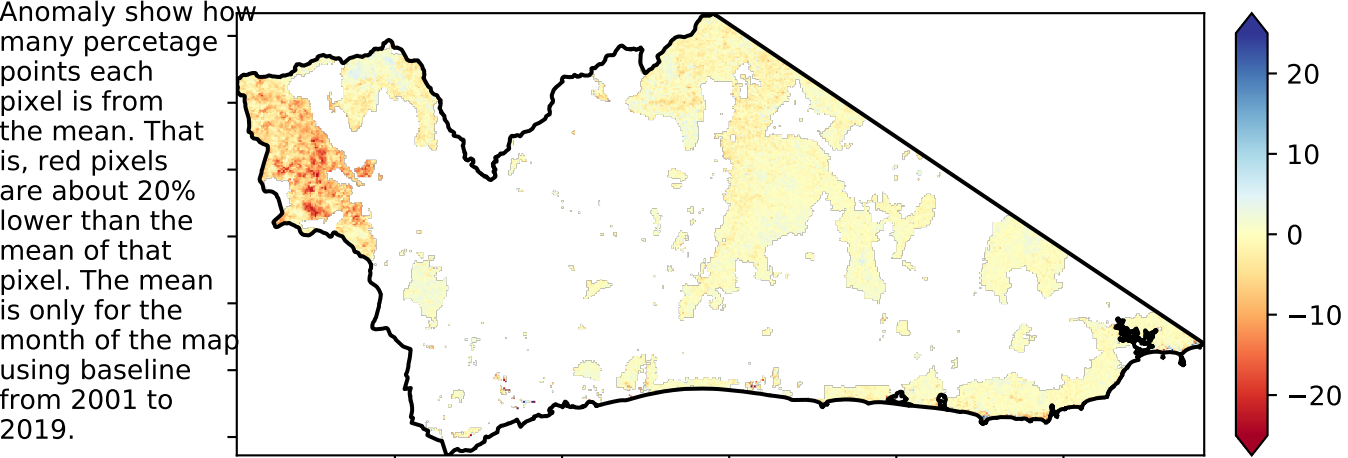 Anomaly show how
many percetage
points each
pixel is from
the mean. That
is, red pixels
are about 20%
lower than the
mean of that
pixel. The mean
is only for the
month of the map
using baseline
from 2001 to
2019.
20
10
0
−10
−20